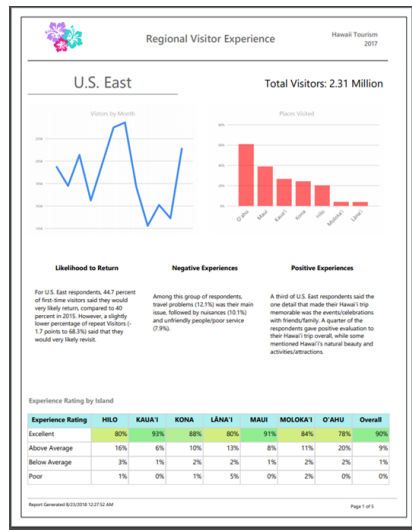 Regional Visitor Experience
Hawaii Tourism
2017
U.S. East
Total Visitors: 2.31 Million
Vistors by Month
Places Visited
80%
60%
40%
20%
0%
O'ahu
Maui
Kaua'i
Kona
Hilo
Moloka'i
Lana'i
Likelihood to Return
For U.S. East respondents, 44.7 percent
of first-time visitors said they would
very likely return, compared to 40
percent in 2015. However, a slightly
lower percentage of repeat Visitors (-
1.7 points to 68.3%) said that they
would very likely revisit.
Negative Experiences
Among this group of respondents,
travel problems (12.1%) was their main
issue, followed by nuisances (10.1%)
and unfriendly people/poor service
(7.9%).
Positive Experiences
A third of U.S. East respondents said the
one detail that made their Hawai'i trip
memorable was the events/celebrations
with friends/family. A quarter of the
respondents gave positive evaluation to
their Hawai'i trip overall, while some
mentioned Hawai'i's natural beauty and
activities/attractions.
Experience Rating by Island
Experience Rating HILO KAUA'I KONA LĀNA'I MAUI MOLOKA'I O'AHU Overall
Excellent 80% 93% 88% 80% 91% 84% 78% 90%
Above Average 16% 6% 10% 13% 8% 11% 20% 9%
Below Average 3% 1% 2% 2% 1% 2% 2% 1%
Poor 1% 0% 1% 5% 0% 2% 0% 0%
Report Generated 8/23/2018 12:27:52 AM
Page 1 of 5